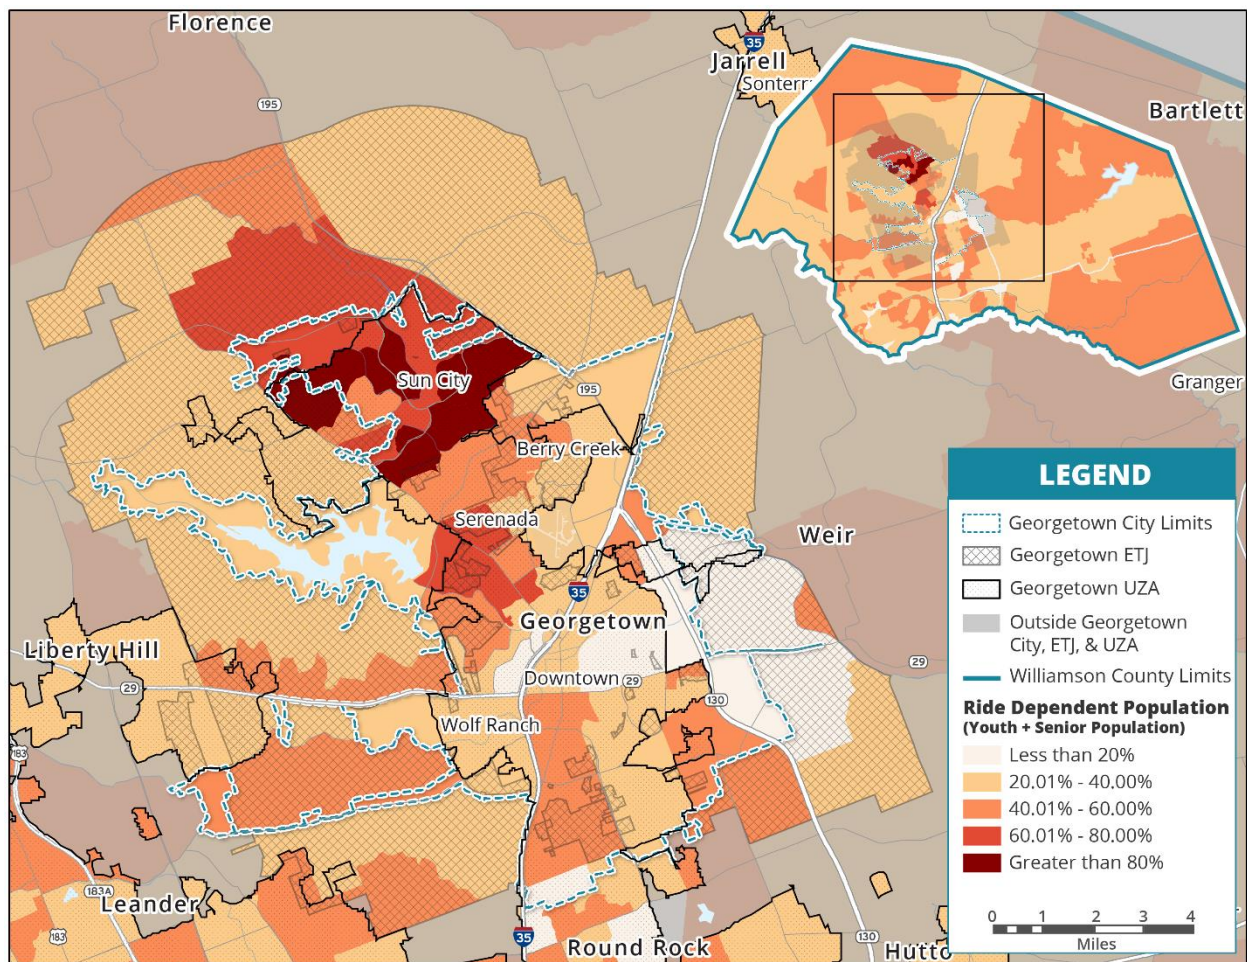 Florence
35
Jarrell
Sonterr
195
Bartlett
Granger
Sun City
195
Berry Creek
Serenada
Weir
35
Georgetown
Liberty Hill
29
29
Downtown
29
130
Wolf Ranch
183
183A
Leander
183
35
Round Rock
130
Hutto
LEGEND
Georgetown City Limits
Georgetown ETJ
Georgetown UZA
Outside Georgetown
City, ETJ, & UZA
Williamson County Limits
Ride Dependent Population
(Youth + Senior Population)
Less than 20%
20.01% - 40.00%
40.01% - 60.00%
60.01% - 80.00%
Greater than 80%
0 1 2 3 4
Miles